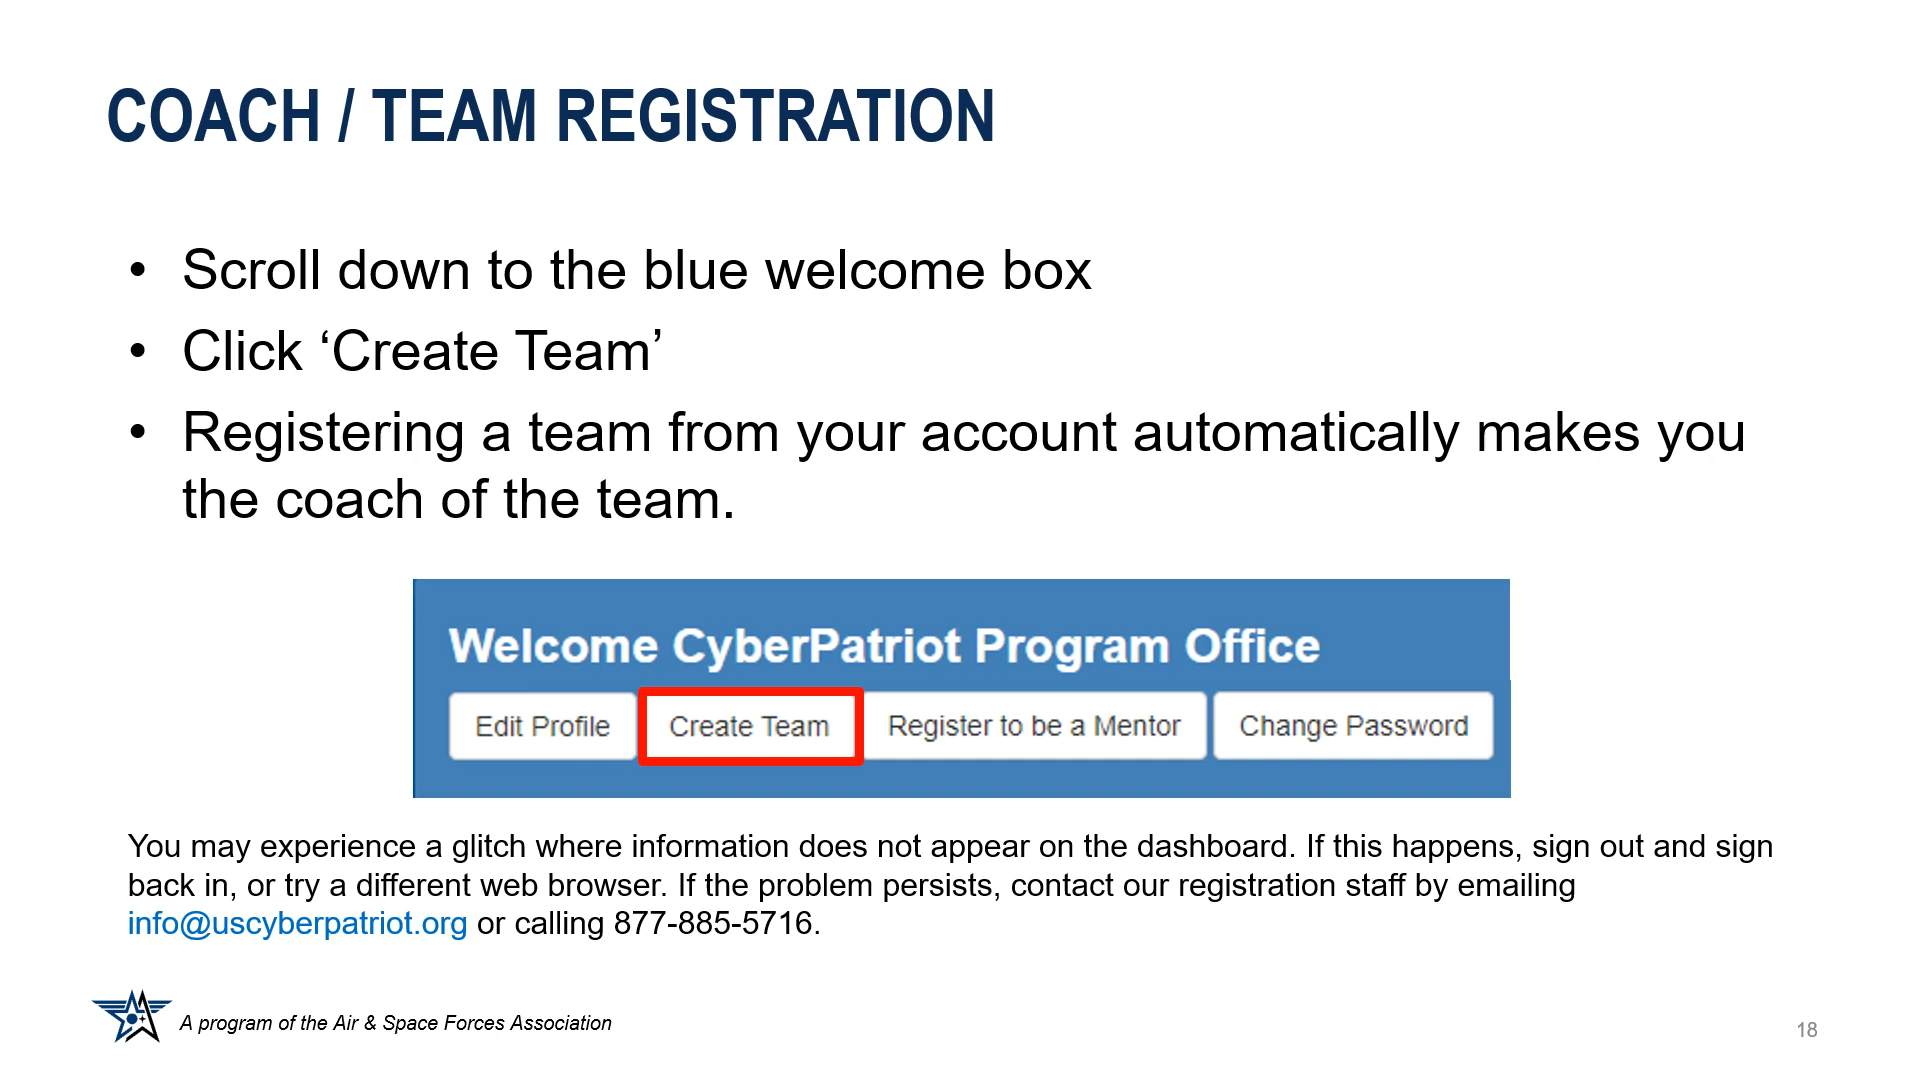 COACH / TEAM REGISTRATION
• Scroll down to the blue welcome box
• Click ‘Create Team’
• Registering a team from your account automatically makes you
the coach of the team.
Welcome CyberPatriot Program Office
Edit Profile Create Team Register to be a Mentor Change Password
You may experience a glitch where information does not appear on the dashboard. If this happens, sign out and sign
back in, or try a different web browser. If the problem persists, contact our registration staff by emailing
info@uscyberpatriot.org or calling 877-885-5716.
A program of the Air & Space Forces Association
18